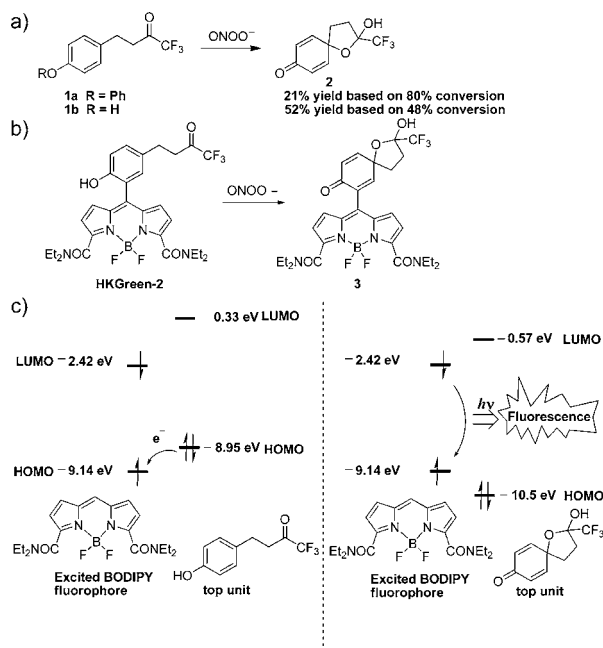 a)
O
CF3
RO
1a R = Ph
1b R = H
ONOO−
OH
O
CF3
O
2
21% yield based on 80% conversion
52% yield based on 48% conversion
b)
O
CF3
HO
N
N
B
F
F
Et2NOC
CONEt2
HKGreen-2
ONOO −
OH
O
CF3
O
N
N
B
F
F
Et2NOC
CONEt2
3
c)
0.33 eV LUMO
LUMO −2.42 eV
e−
−8.95 eV HOMO
HOMO −9.14 eV
N
N
B
F
F
Et2NOC
CONEt2
Excited BODIPY
fluorophore
O
CF3
HO
top unit
−0.57 eV LUMO
−2.42 eV
hν
Fluorescence
−9.14 eV
−10.5 eV HOMO
N
N
B
F
F
Et2NOC
CONEt2
Excited BODIPY
fluorophore
OH
O
CF3
O
top unit